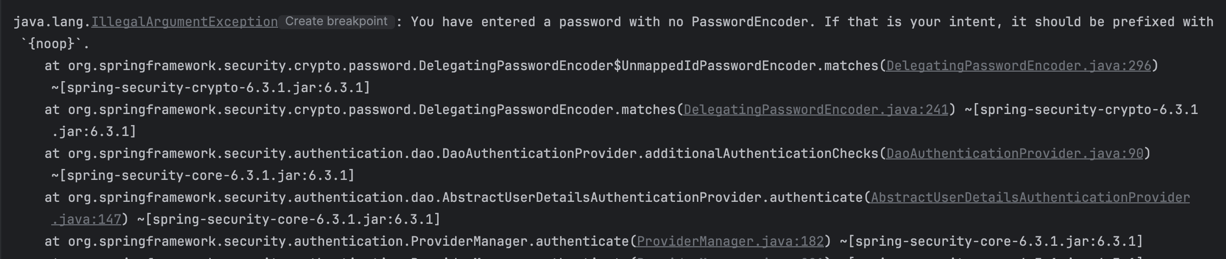 java.lang.IllegalArgumentException Create breakpoint : You have entered a password with no PasswordEncoder. If that is your intent, it should be prefixed with
`{noop}`.
at org.springframework.security.crypto.password.DelegatingPasswordEncoder$UnmappedIdPasswordEncoder.matches(DelegatingPasswordEncoder.java:296)
~[spring-security-crypto-6.3.1.jar:6.3.1]
at org.springframework.security.crypto.password.DelegatingPasswordEncoder.matches(DelegatingPasswordEncoder.java:241) ~[spring-security-crypto-6.3.1
.jar:6.3.1]
at org.springframework.security.authentication.dao.DaoAuthenticationProvider.additionalAuthenticationChecks(DaoAuthenticationProvider.java:90)
~[spring-security-core-6.3.1.jar:6.3.1]
at org.springframework.security.authentication.dao.AbstractUserDetailsAuthenticationProvider.authenticate(AbstractUserDetailsAuthenticationProvider
.java:147) ~[spring-security-core-6.3.1.jar:6.3.1]
at org.springframework.security.authentication.ProviderManager.authenticate(ProviderManager.java:182) ~[spring-security-core-6.3.1.jar:6.3.1]